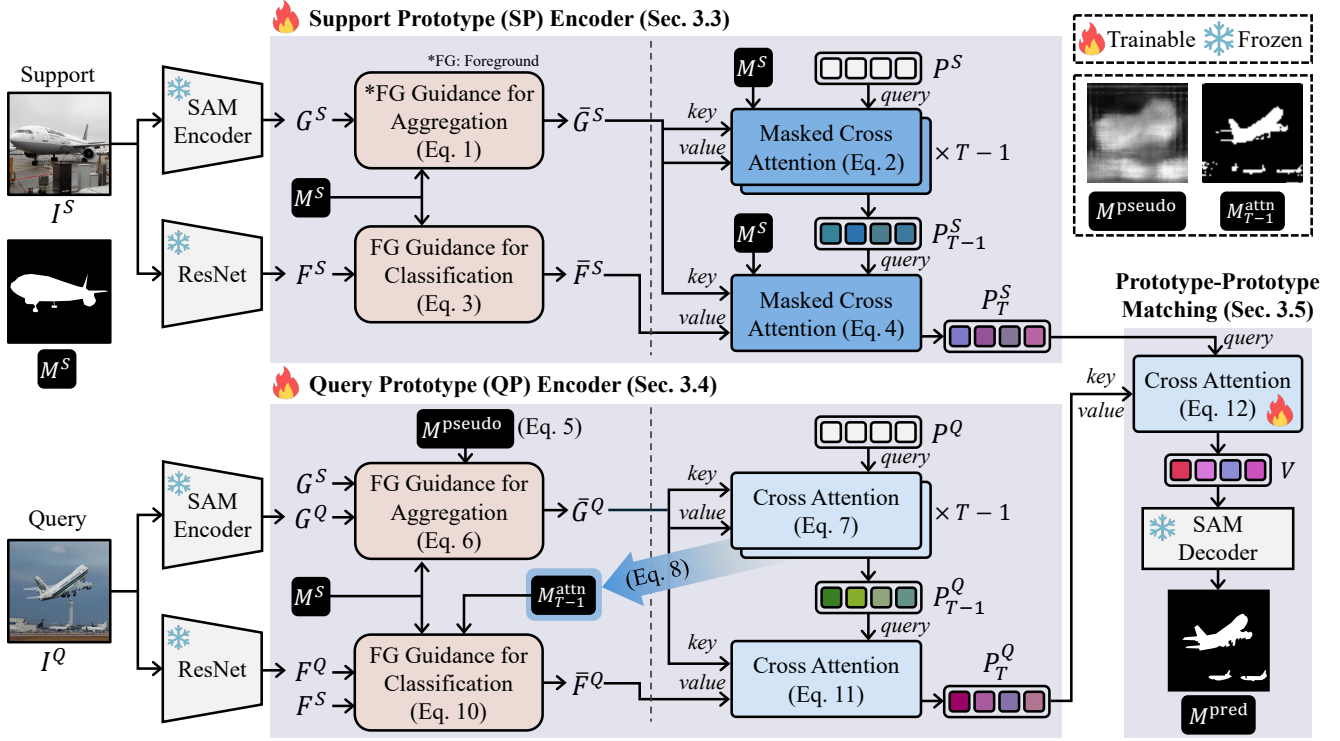 Support Prototype (SP) Encoder (Sec. 3.3)
Trainable Frozen
Support
I^S
M^S
SAM
Encoder
ResNet
G^S
F^S
*FG: Foreground
*FG Guidance for
Aggregation
(Eq. 1)
M^S
FG Guidance for
Classification
(Eq. 3)
Ḡ^S
F̄^S
M^S
P^S
query
key
value
Masked Cross
Attention (Eq. 2)
× T − 1
M^S
P^S_{T−1}
query
key
value
Masked Cross
Attention (Eq. 4)
P^S_T
M^pseudo
M^attn_{T−1}
Prototype-Prototype
Matching (Sec. 3.5)
query
key
value
Cross Attention
(Eq. 12)
V
SAM
Decoder
M^pred
Query Prototype (QP) Encoder (Sec. 3.4)
Query
I^Q
SAM
Encoder
ResNet
M^pseudo (Eq. 5)
G^S
G^Q
FG Guidance for
Aggregation
(Eq. 6)
Ḡ^Q
M^S
M^attn_{T−1}
(Eq. 8)
F^Q
F^S
FG Guidance for
Classification
(Eq. 10)
F̄^Q
P^Q
query
key
value
Cross Attention
(Eq. 7)
× T − 1
P^Q_{T−1}
query
key
value
Cross Attention
(Eq. 11)
P^Q_T